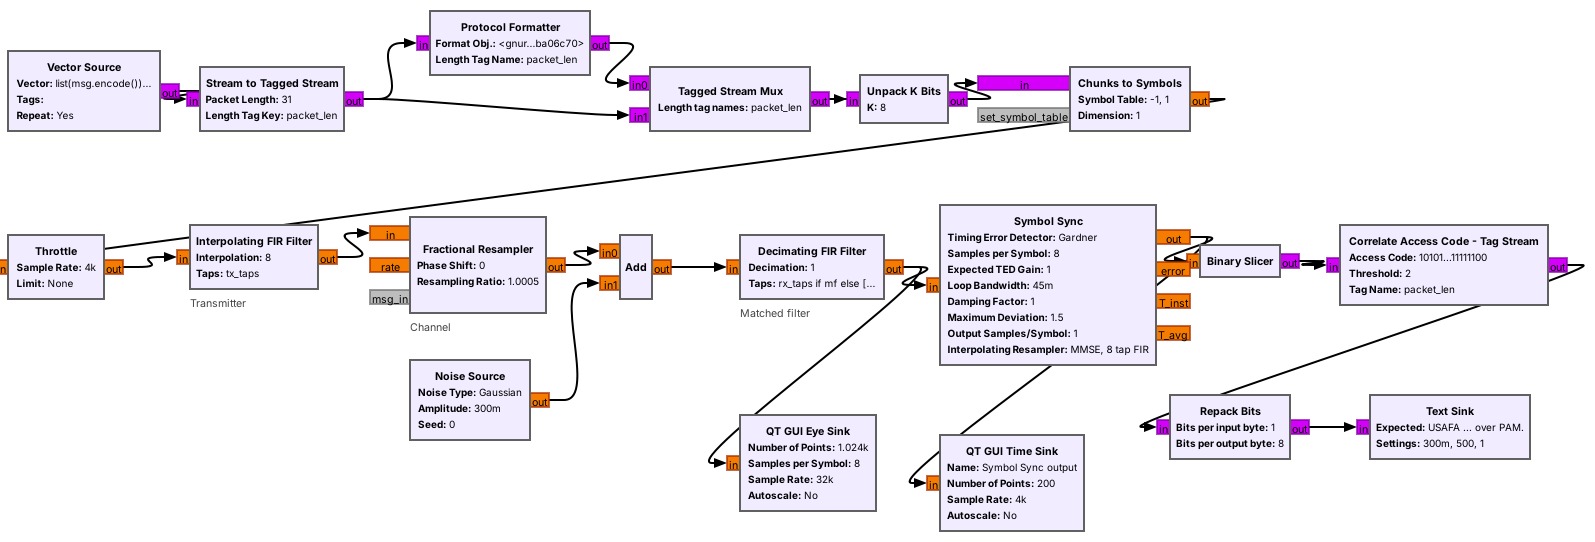 Protocol Formatter
Format Obj.: <gnur...ba06c70>
Length Tag Name: packet_len
in
out
Vector Source
Vector: list(msg.encode())...
Tags:
Repeat: Yes
out
Stream to Tagged Stream
Packet Length: 31
Length Tag Key: packet_len
in
out
Tagged Stream Mux
Length tag names: packet_len
in0
in1
out
Unpack K Bits
K: 8
in
out
Chunks to Symbols
Symbol Table: -1, 1
Dimension: 1
in
set_symbol_table
out
Throttle
Sample Rate: 4k
Limit: None
in
out
Interpolating FIR Filter
Interpolation: 8
Taps: tx_taps
in
out
Transmitter
Fractional Resampler
Phase Shift: 0
Resampling Ratio: 1.0005
in
rate
msg_in
out
Channel
Add
in0
in1
out
Decimating FIR Filter
Decimation: 1
Taps: rx_taps if mf else [...
in
out
Matched filter
Symbol Sync
Timing Error Detector: Gardner
Samples per Symbol: 8
Expected TED Gain: 1
Loop Bandwidth: 45m
Damping Factor: 1
Maximum Deviation: 1.5
Output Samples/Symbol: 1
Interpolating Resampler: MMSE, 8 tap FIR
in
out
error
T_inst
T_avg
Binary Slicer
in
out
Correlate Access Code - Tag Stream
Access Code: 10101...11111100
Threshold: 2
Tag Name: packet_len
in
out
Noise Source
Noise Type: Gaussian
Amplitude: 300m
Seed: 0
out
QT GUI Eye Sink
Number of Points: 1.024k
Samples per Symbol: 8
Sample Rate: 32k
Autoscale: No
in
QT GUI Time Sink
Name: Symbol Sync output
Number of Points: 200
Sample Rate: 4k
Autoscale: No
in
Repack Bits
Bits per input byte: 1
Bits per output byte: 8
in
out
Text Sink
Expected: USAFA ... over PAM.
Settings: 300m, 500, 1
in